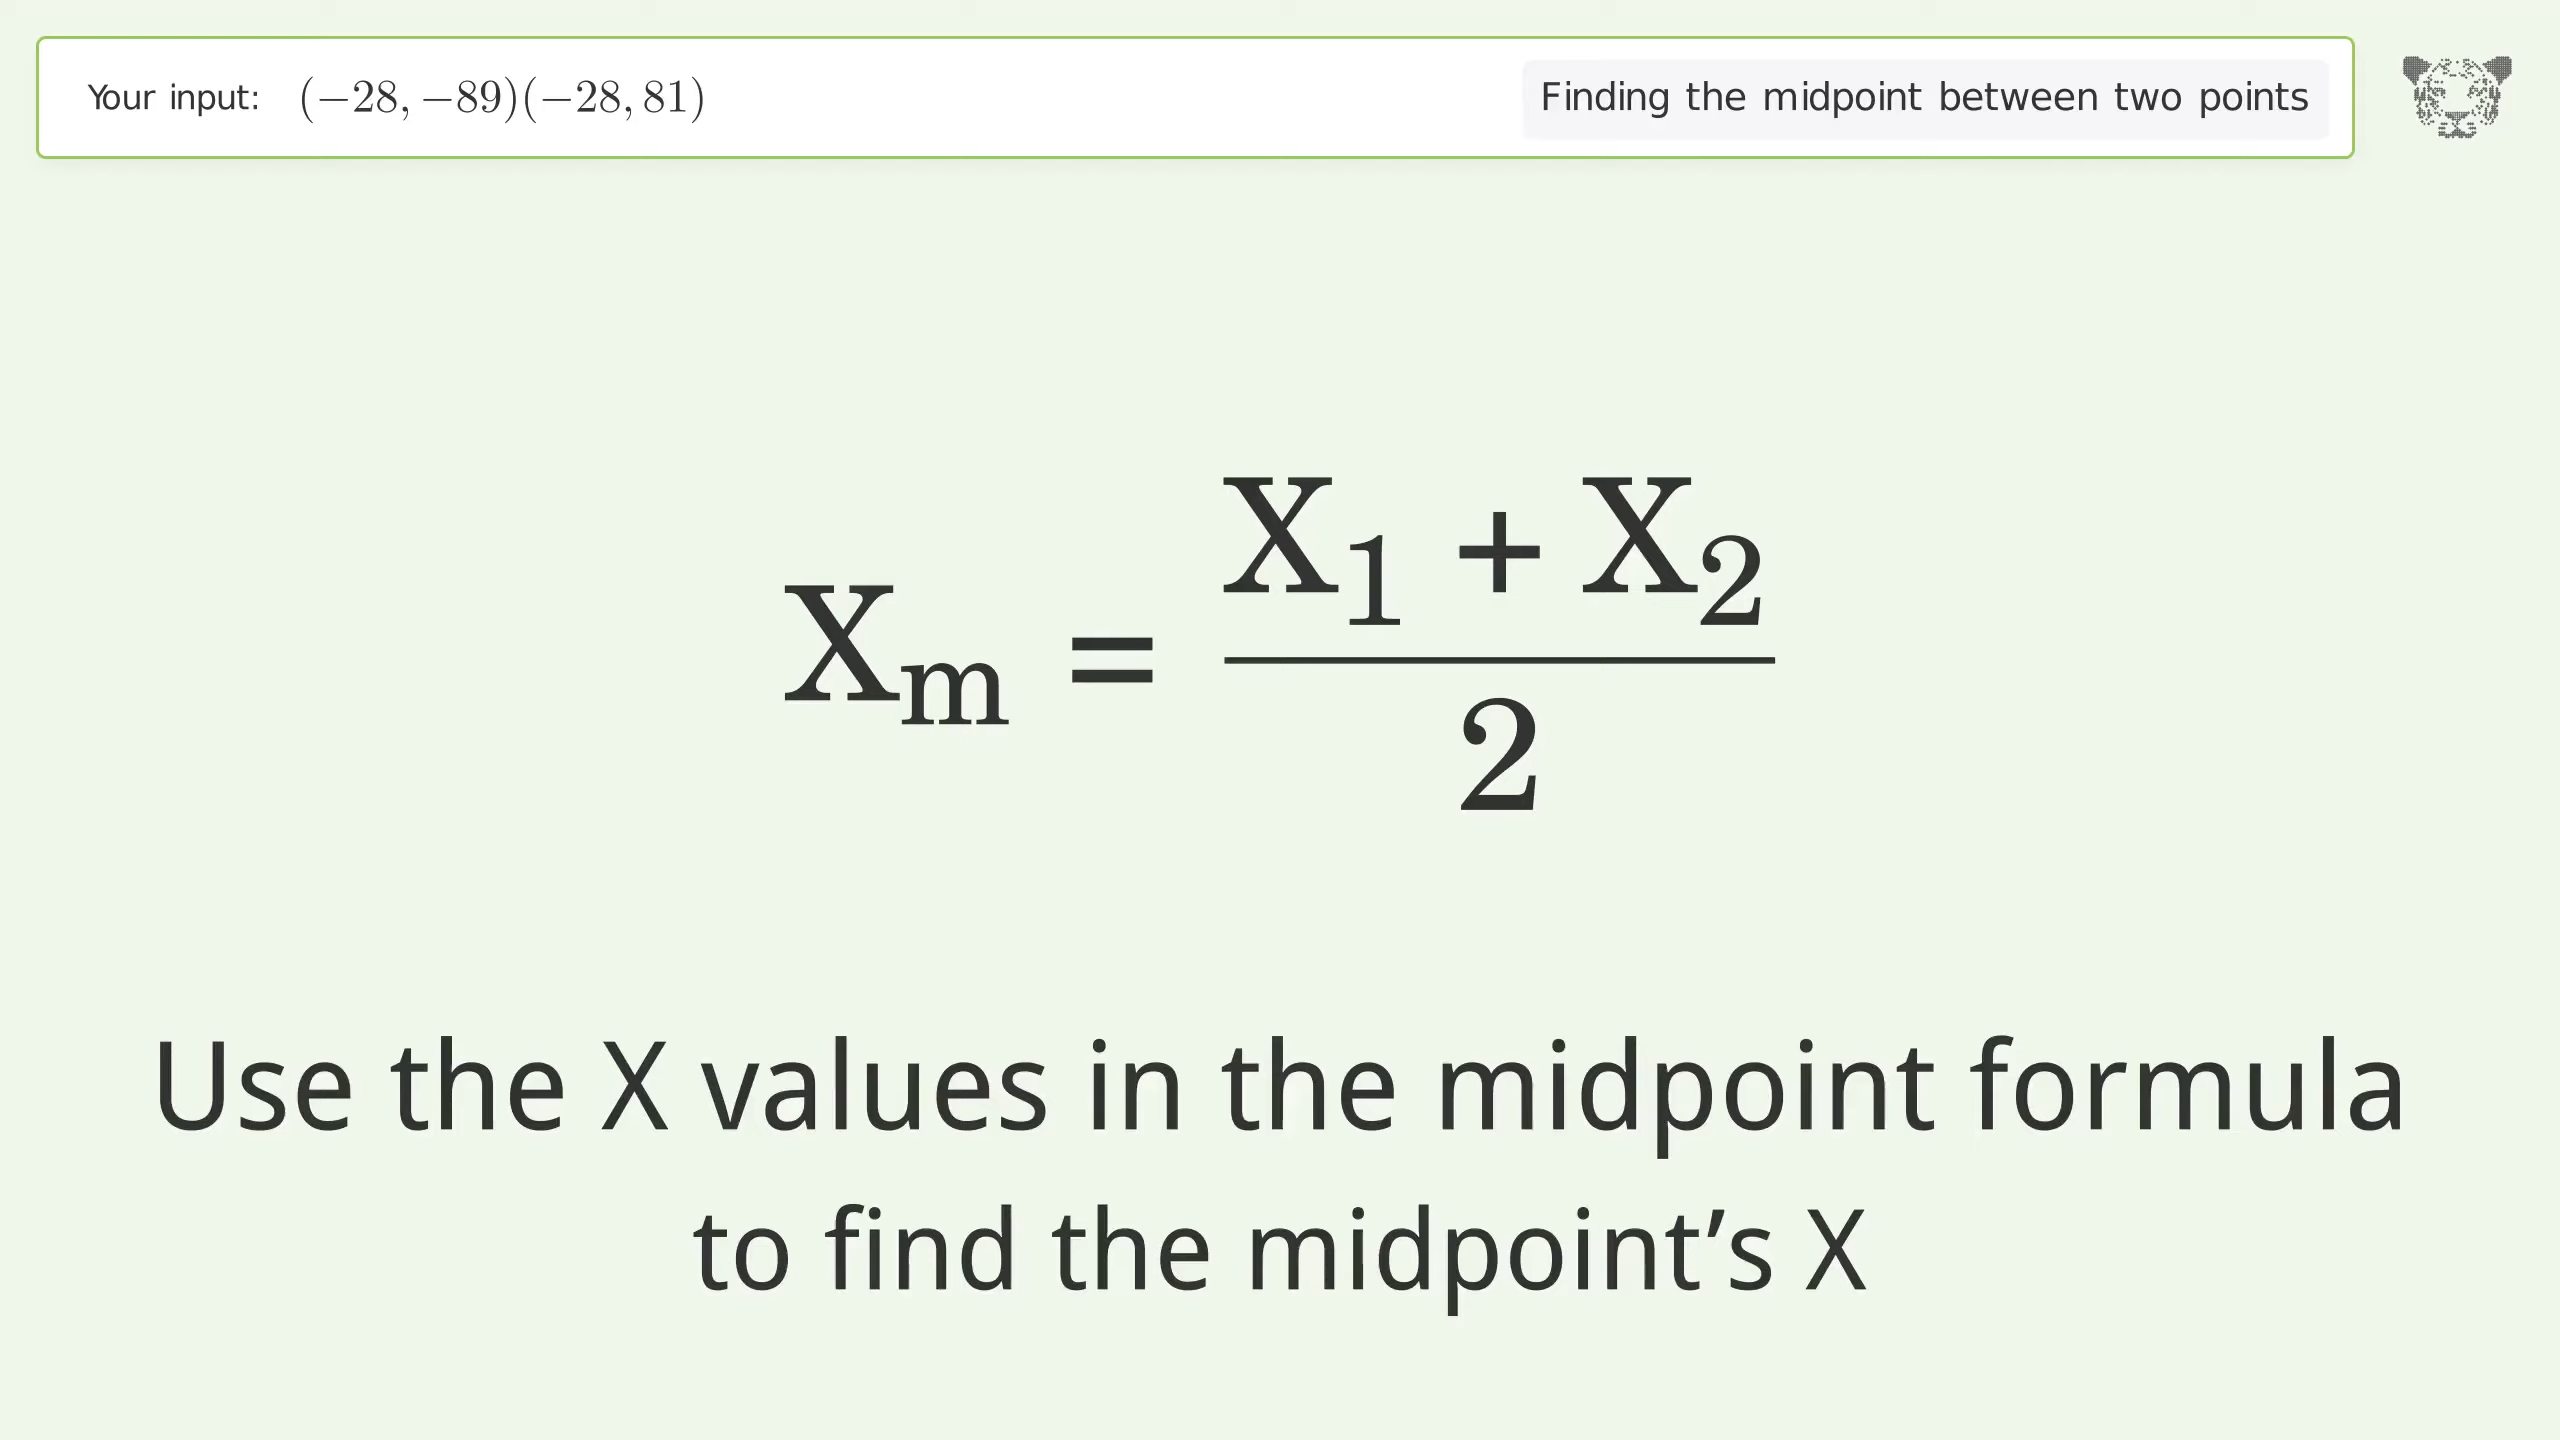 Your input: (−28, −89)(−28, 81)
Finding the midpoint between two points
X₁ + X₂
Xₘ =
2
Use the X values in the midpoint formula
to find the midpoint’s X